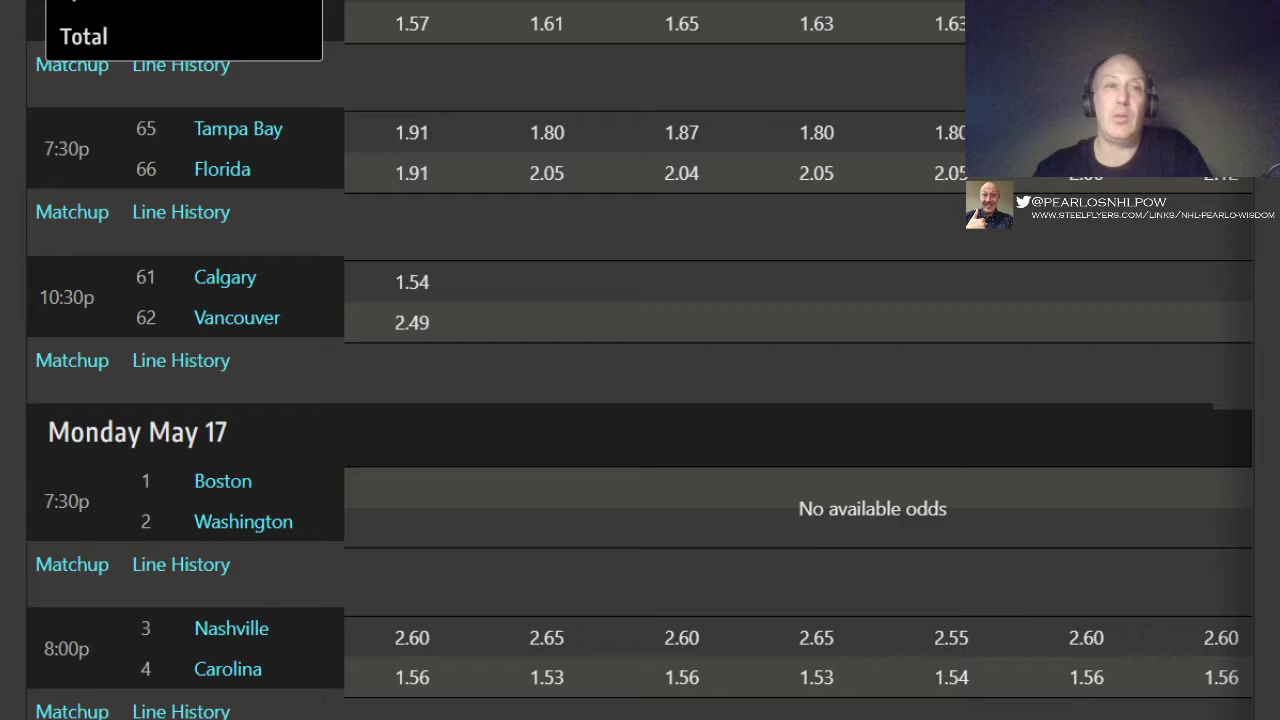 Total
1.57 1.61 1.65 1.63 1.63
Matchup Line History
7:30p
65 Tampa Bay 1.91 1.80 1.87 1.80 1.80
66 Florida 1.91 2.05 2.04 2.05 2.05
@PEARLOSNHLPOW
WWW.STEELFLYERS.COM/LINKS/NHL-PEARLO-WISDOM
Matchup Line History
10:30p
61 Calgary 1.54
62 Vancouver 2.49
Matchup Line History
Monday May 17
7:30p
1 Boston
2 Washington
No available odds
Matchup Line History
8:00p
3 Nashville 2.60 2.65 2.60 2.65 2.55 2.60 2.60
4 Carolina 1.56 1.53 1.56 1.53 1.54 1.56 1.56
Matchup Line History